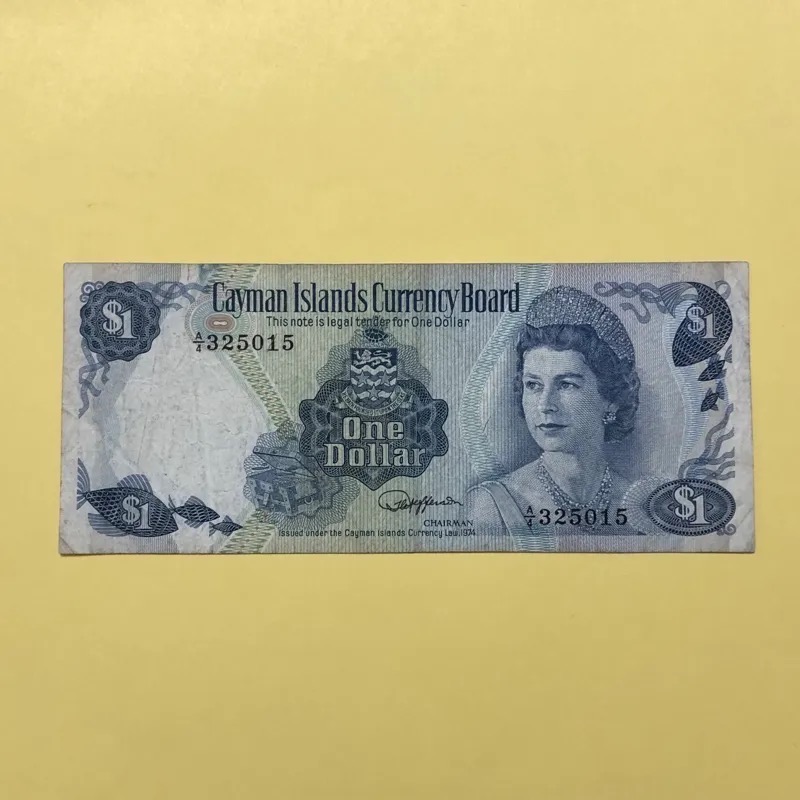 Cayman Islands Currency Board
This note is legal tender for One Dollar
$1
$1
A/4 325015
One
Dollar
$1
A/4 325015
$1
CHAIRMAN
Issued under the Cayman Islands Currency Law, 1974